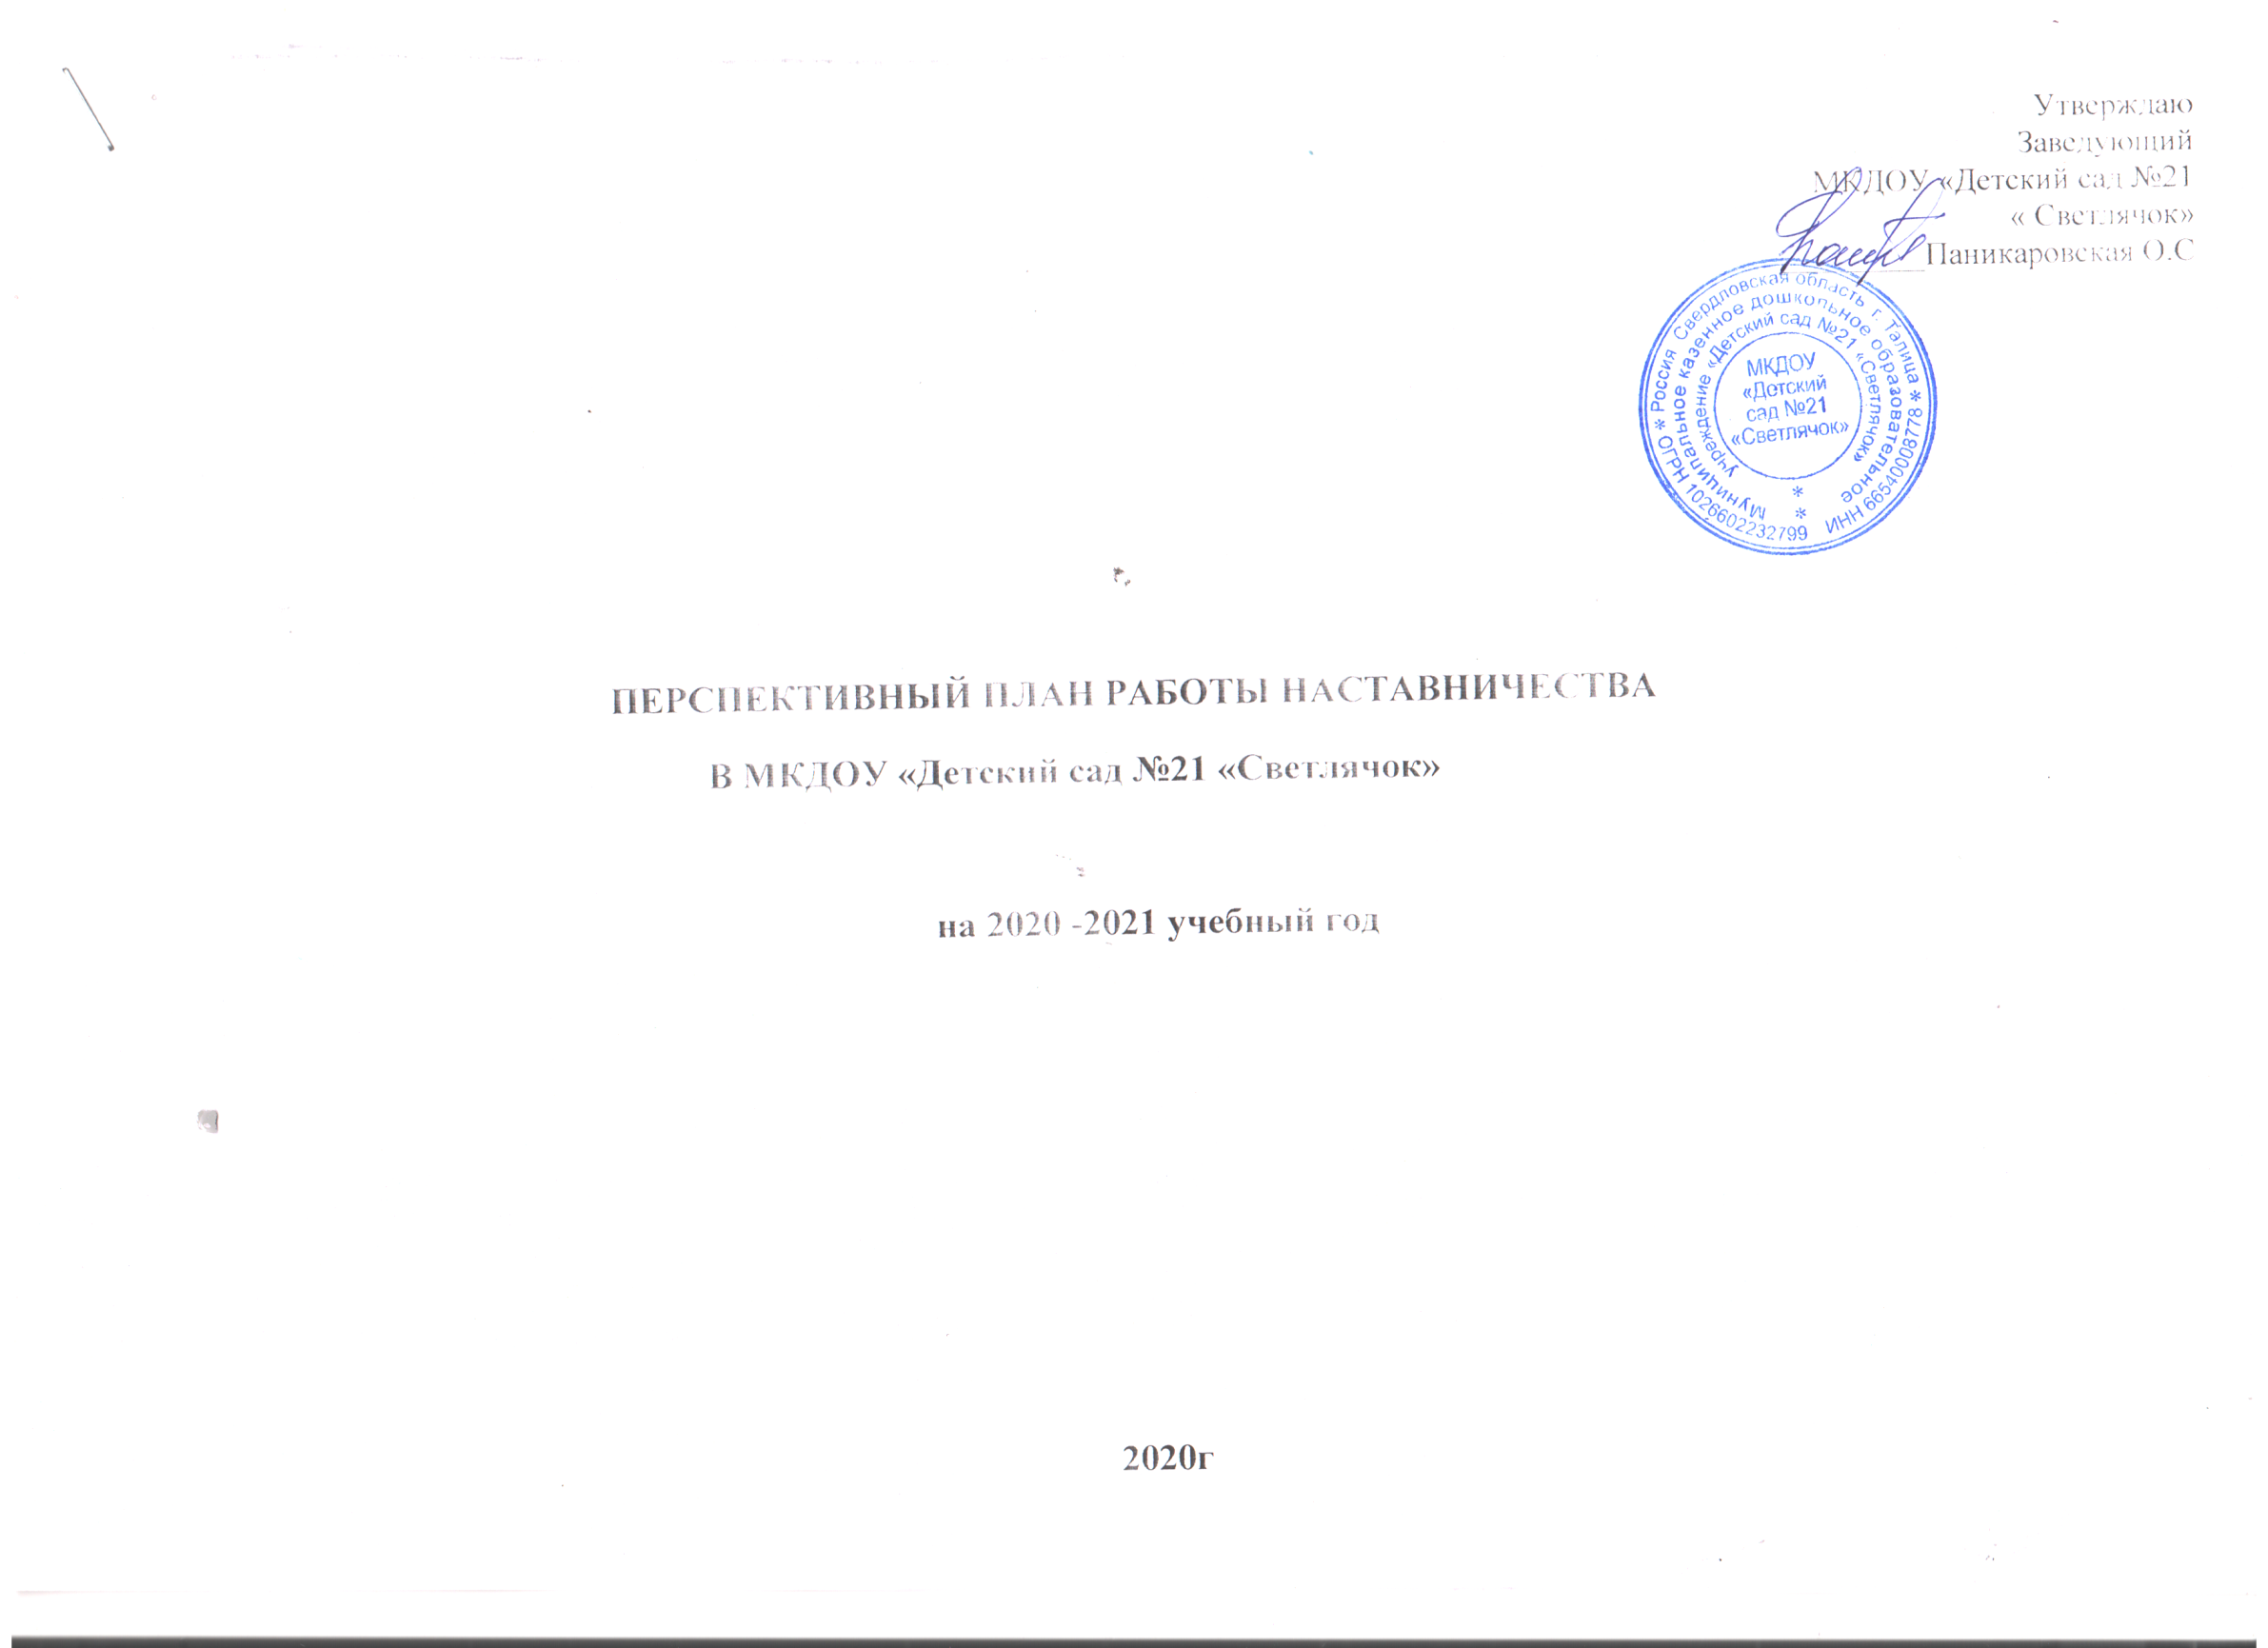 Утверждаю
Заведующий
МКДОУ «Детский сад №21
« Светлячок»
Паникаровская О.С
* Россия Свердловская область г. Талица *
ОГРН 1026602232799 ИНН 66540008778
Муниципальное казенное дошкольное образовательное
учреждение «Детский сад №21 «Светлячок»
МКДОУ
«Детский
сад №21
«Светлячок»
ПЕРСПЕКТИВНЫЙ ПЛАН РАБОТЫ НАСТАВНИЧЕСТВА
В МКДОУ «Детский сад №21 «Светлячок»
на 2020 -2021 учебный год
2020г